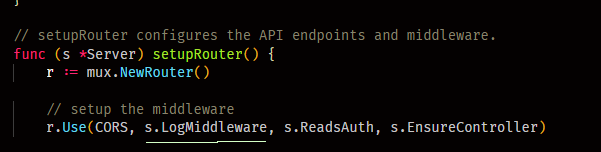 }
// setupRouter configures the API endpoints and middleware.
func (s *Server) setupRouter() {
r := mux.NewRouter()
// setup the middleware
r.Use(CORS, s.LogMiddleware, s.ReadsAuth, s.EnsureController)